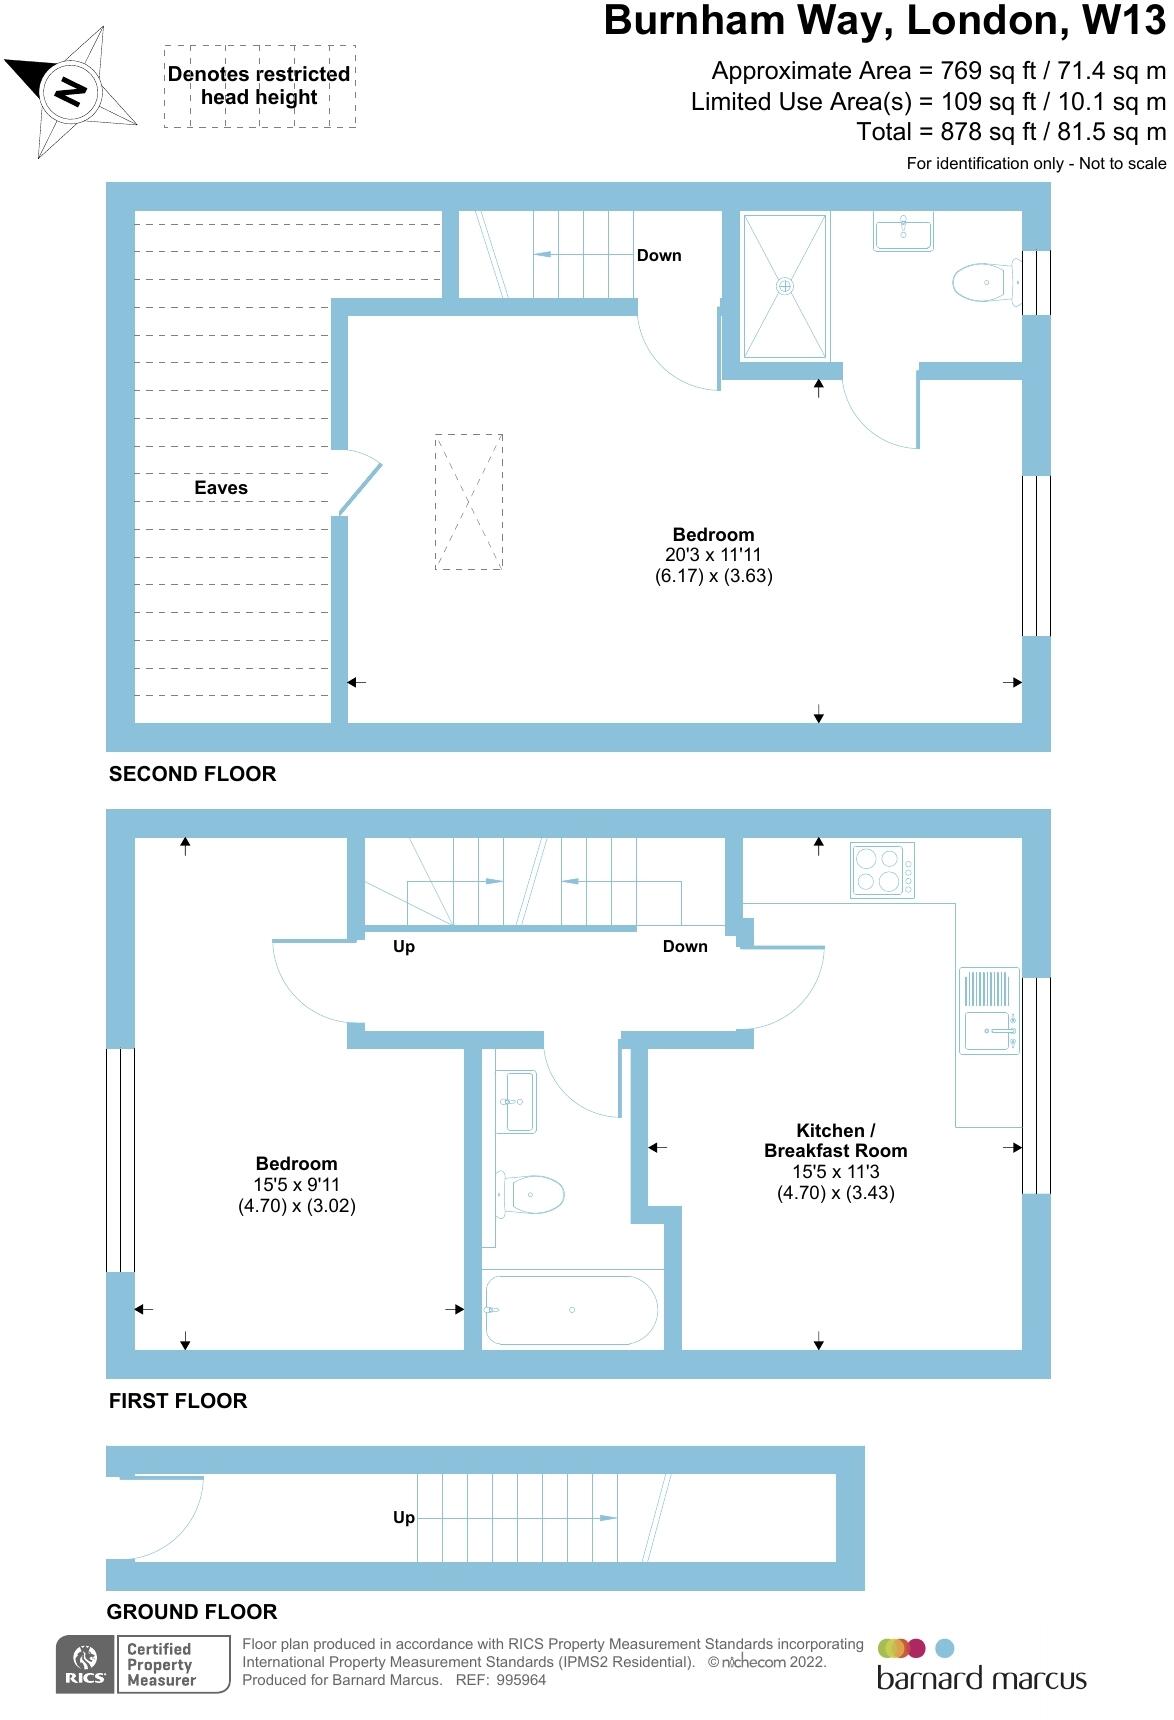 Burnham Way, London, W13
Approximate Area = 769 sq ft / 71.4 sq m
Limited Use Area(s) = 109 sq ft / 10.1 sq m
Total = 878 sq ft / 81.5 sq m
For identification only - Not to scale
N
Denotes restricted
head height
Down
Eaves
Bedroom
20'3 x 11'11
(6.17) x (3.63)
SECOND FLOOR
Up
Down
Bedroom
15'5 x 9'11
(4.70) x (3.02)
Kitchen /
Breakfast Room
15'5 x 11'3
(4.70) x (3.43)
FIRST FLOOR
Up
GROUND FLOOR
RICS
Certified
Property
Measurer
Floor plan produced in accordance with RICS Property Measurement Standards incorporating
International Property Measurement Standards (IPMS2 Residential). © nichecom 2022.
Produced for Barnard Marcus. REF: 995964
barnard marcus